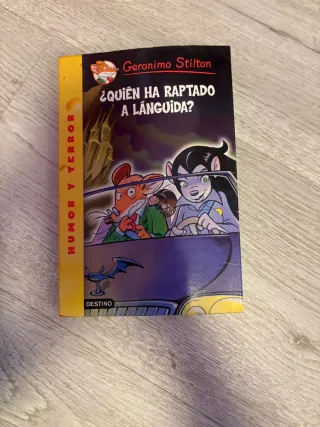 Geronimo Stilton
¿QUIÉN HA RAPTADO
A LÁNGUIDA?
HUMOR Y TERROR
DESTINO